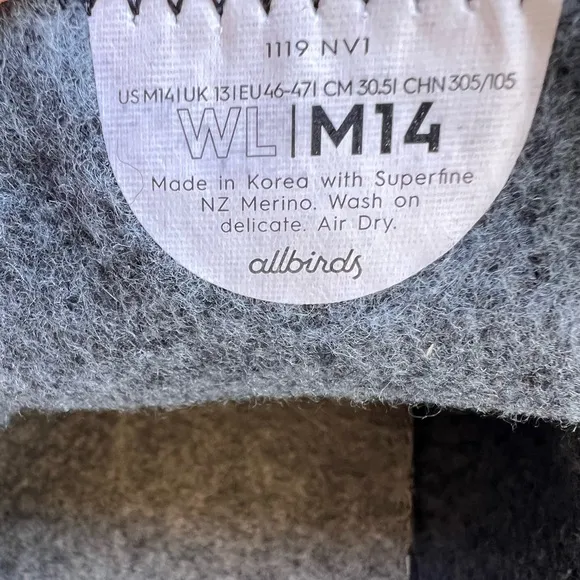 1119 NV1
US M14|UK 13|EU 46-47| CM 30.5| CHN 305/105
WL|M14
Made in Korea with Superfine
NZ Merino. Wash on
delicate. Air Dry.
allbirds